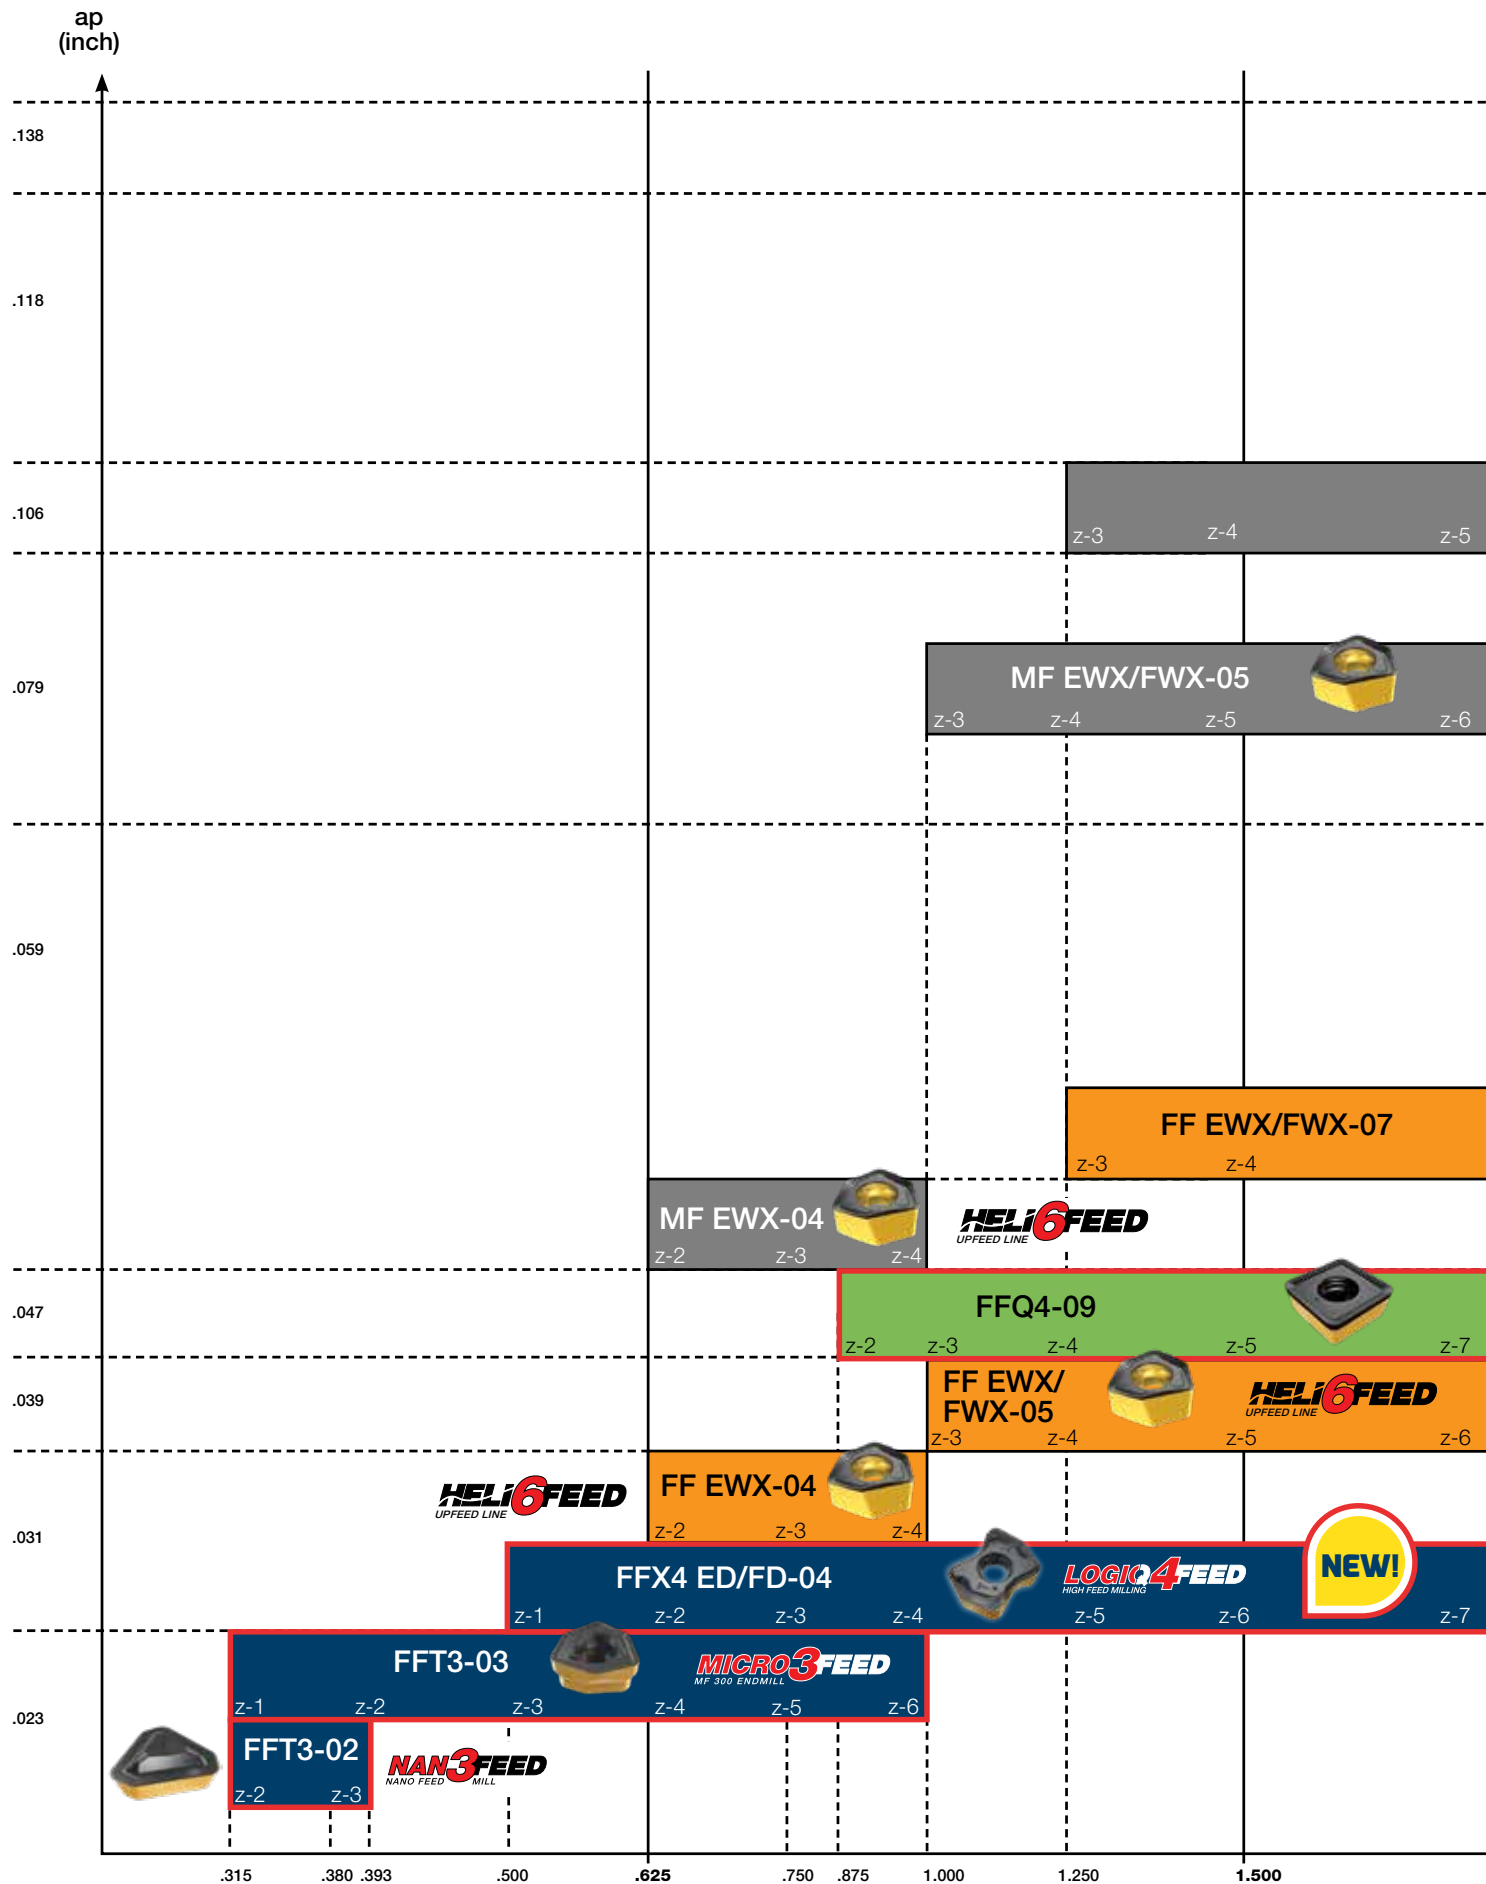 ap
(inch)
.138
.118
.106
z-3 z-4 z-5
MF EWX/FWX-05
.079
z-3 z-4 z-5 z-6
.059
FF EWX/FWX-07
z-3 z-4
MF EWX-04
HELI6FEED
UPFEED LINE
z-2 z-3 z-4
.047
FFQ4-09
z-2 z-3 z-4 z-5 z-7
.039
FF EWX/
FWX-05
HELI6FEED
UPFEED LINE
z-3 z-4 z-5 z-6
HELI6FEED
UPFEED LINE
FF EWX-04
z-2 z-3 z-4
.031
FFX4 ED/FD-04
LOGIQ4FEED
HIGH FEED MILLING
NEW!
z-1 z-2 z-3 z-4 z-5 z-6 z-7
FFT3-03
MICRO3FEED
MF 300 ENDMILL
z-1 z-2 z-3 z-4 z-5 z-6
.023
FFT3-02
NAN3FEED
NANO FEED MILL
z-2 z-3
.315 .380 .393 .500 .625 .750 .875 1.000 1.250 1.500